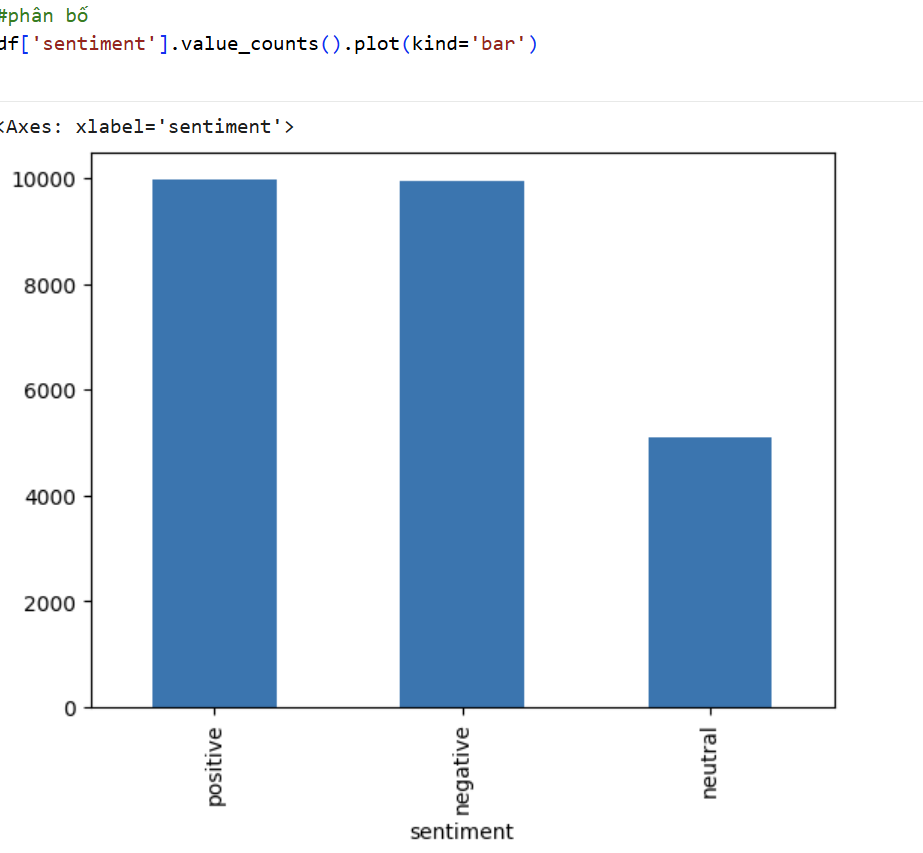 #phân bố
df['sentiment'].value_counts().plot(kind='bar')
<Axes: xlabel='sentiment'>
10000
8000
6000
4000
2000
0
positive
negative
neutral
sentiment